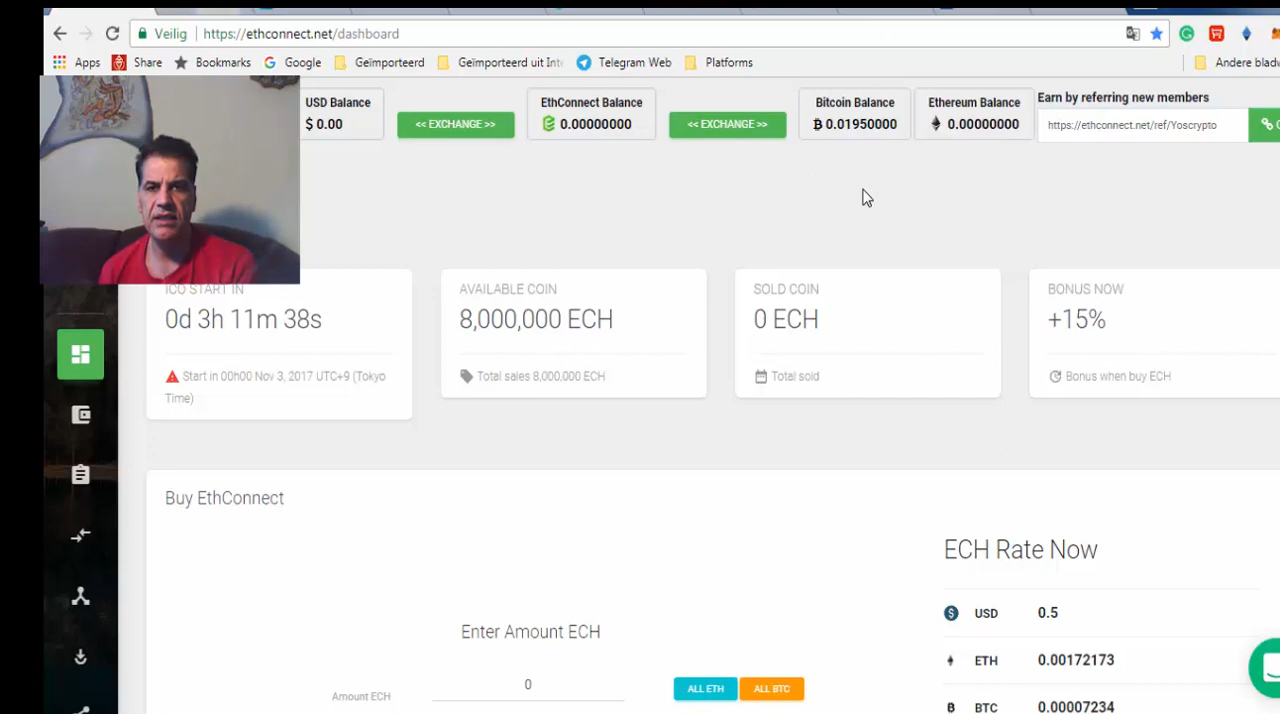 Veilig https://ethconnect.net/dashboard
Apps Share Bookmarks Google Geïmporteerd Geïmporteerd uit Int Telegram Web Platforms Andere bladw
USD Balance
$ 0.00
<< EXCHANGE >>
EthConnect Balance
0.00000000
<< EXCHANGE >>
Bitcoin Balance
0.01950000
Ethereum Balance
0.00000000
Earn by referring new members
https://ethconnect.net/ref/Yoscrypto
ICO START IN
0d 3h 11m 38s
Start in 00h00 Nov 3, 2017 UTC+9 (Tokyo
Time)
AVAILABLE COIN
8,000,000 ECH
Total sales 8,000,000 ECH
SOLD COIN
0 ECH
Total sold
BONUS NOW
+15%
Bonus when buy ECH
Buy EthConnect
Enter Amount ECH
Amount ECH
0
ALL ETH ALL BTC
ECH Rate Now
USD 0.5
ETH 0.00172173
BTC 0.00007234